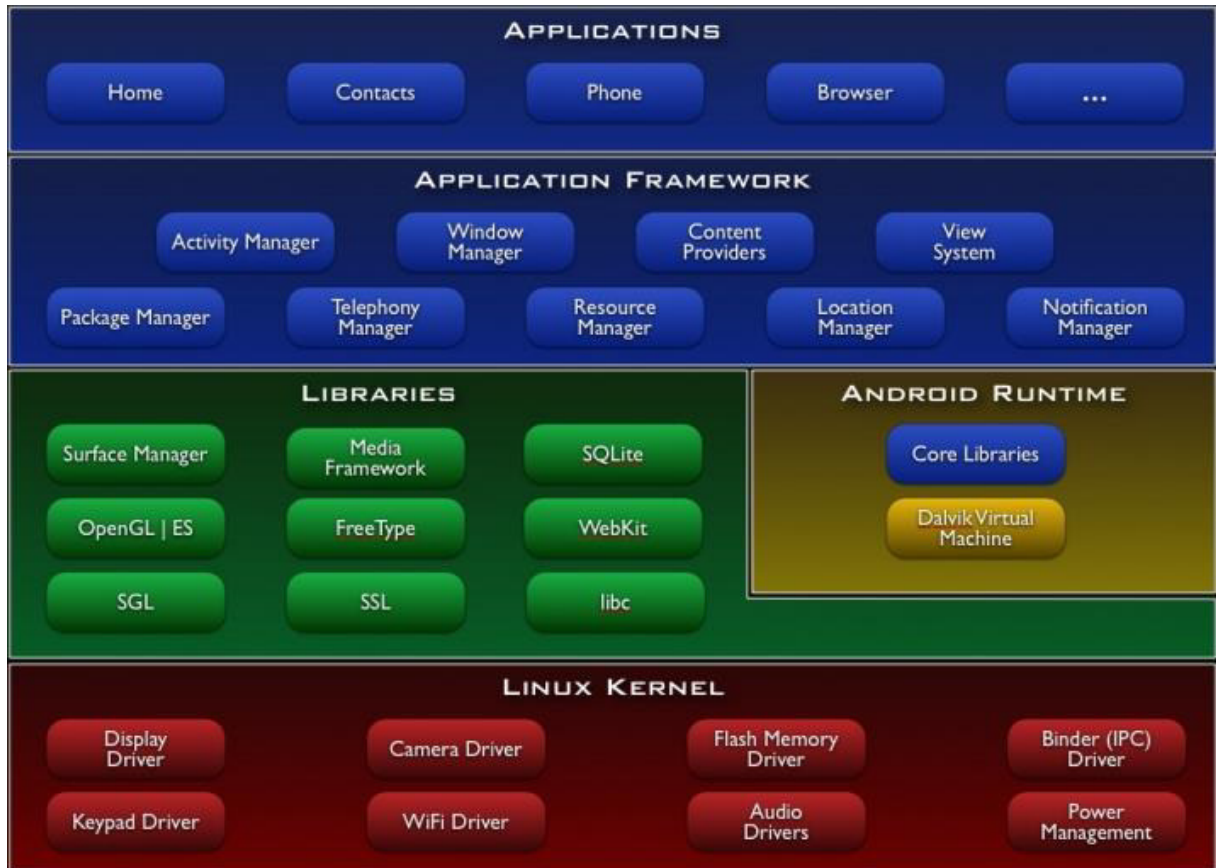 APPLICATIONS
Home
Contacts
Phone
Browser
...
APPLICATION FRAMEWORK
Activity Manager
Window
Manager
Content
Providers
View
System
Package Manager
Telephony
Manager
Resource
Manager
Location
Manager
Notification
Manager
LIBRARIES
Surface Manager
Media
Framework
SQLite
OpenGL | ES
FreeType
WebKit
SGL
SSL
libc
ANDROID RUNTIME
Core Libraries
Dalvik Virtual
Machine
LINUX KERNEL
Display
Driver
Camera Driver
Flash Memory
Driver
Binder (IPC)
Driver
Keypad Driver
WiFi Driver
Audio
Drivers
Power
Management